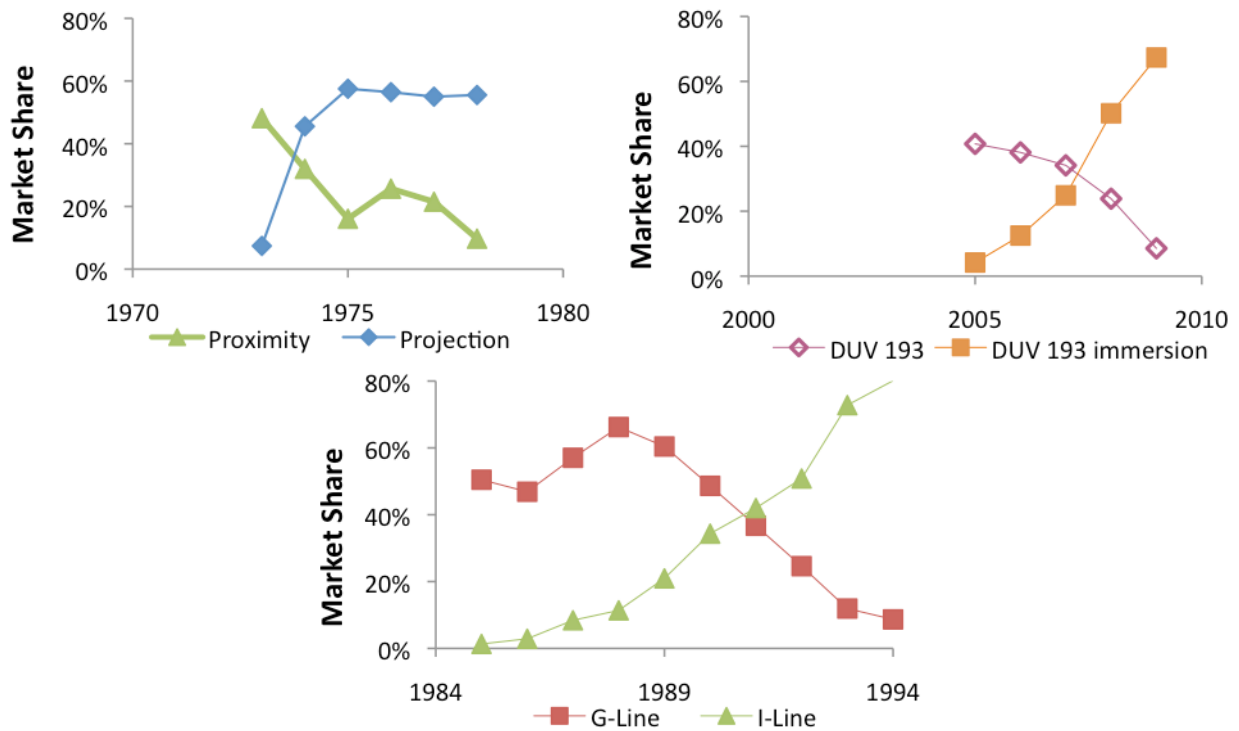 80%
60%
40%
20%
0%
Market Share
1970 1975 1980
Proximity Projection
80%
60%
40%
20%
0%
Market Share
2000 2005 2010
DUV 193 DUV 193 immersion
80%
60%
40%
20%
0%
Market Share
1984 1989 1994
G-Line I-Line